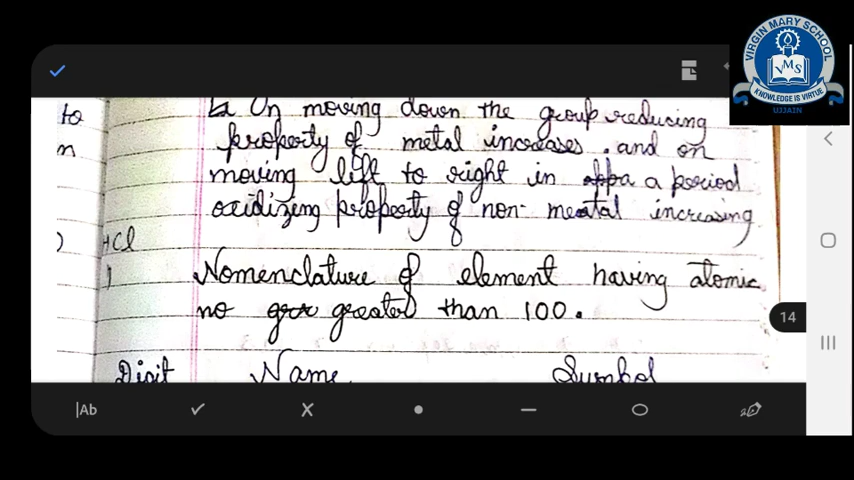 VIRGIN MARY SCHOOL
VMS
KNOWLEDGE IS VIRTUE
UJJAIN
to
n
)
HCl
On moving down the group reducing
property of metal increases . and on
moving left to right in a period
oxidizing property of non-metal increasing
Nomenclature of element having atomic
no greater than 100.
Digit Name Symbol
14
Ab